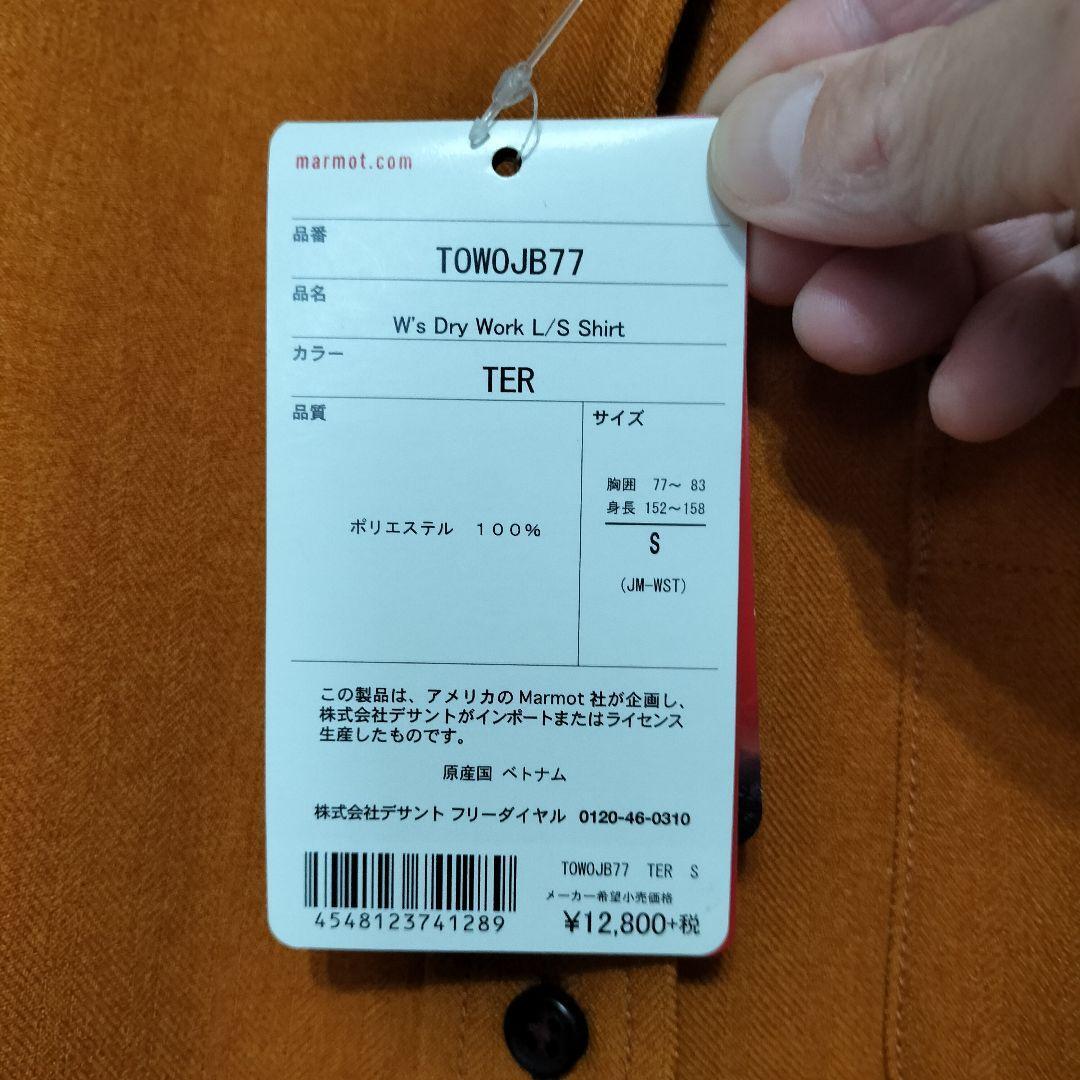 marmot.com
品番
TOWOJB77
品名
W's Dry Work L/S Shirt
カラー
TER
品質
サイズ
胸囲 77～ 83
身長 152～158
ポリエステル １００％
S
(JM-WST)
この製品は、アメリカの Marmot 社が企画し、
株式会社デサントがインポートまたはライセンス
生産したものです。
原産国 ベトナム
株式会社デサント フリーダイヤル 0120-46-0310
TOWOJB77 TER S
メーカー希望小売価格
¥12,800+税
4548123741289